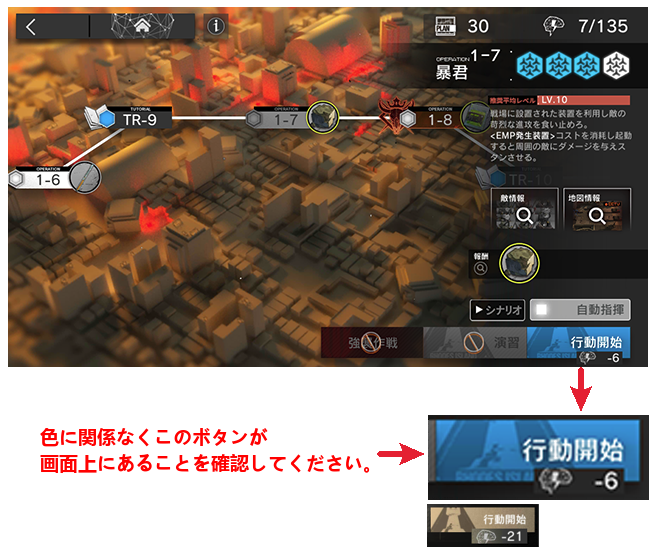 PLAN 30 7/135
OPERATION 1-7
暴君
推奨平均レベル LV.10
戦場に設置された装置を利用し敵の
苛烈な進攻を食い止めろ。
<EMP発生装置>コストを消耗し起動
すると周囲の敵にダメージを与えス
タンさせる。
TUTORIAL
TR-9
OPERATION
1-7
OPERATION
1-8
OPERATION
1-6
TR-10
敵情報
地図情報
報酬
シナリオ
自動指揮
演習
行動開始
-6
色に関係なくこのボタンが
画面上にあることを確認してください。
行動開始
-6
行動開始
-21